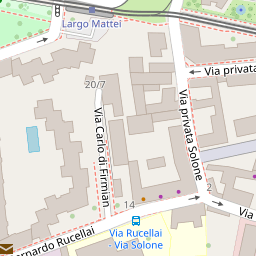 Largo Mattei
Via privata
20/7
Via Carlo di Firmian
Via privata Solone
2
14
Via
Via Rucellai
- Via Solone
ernardo Rucellai